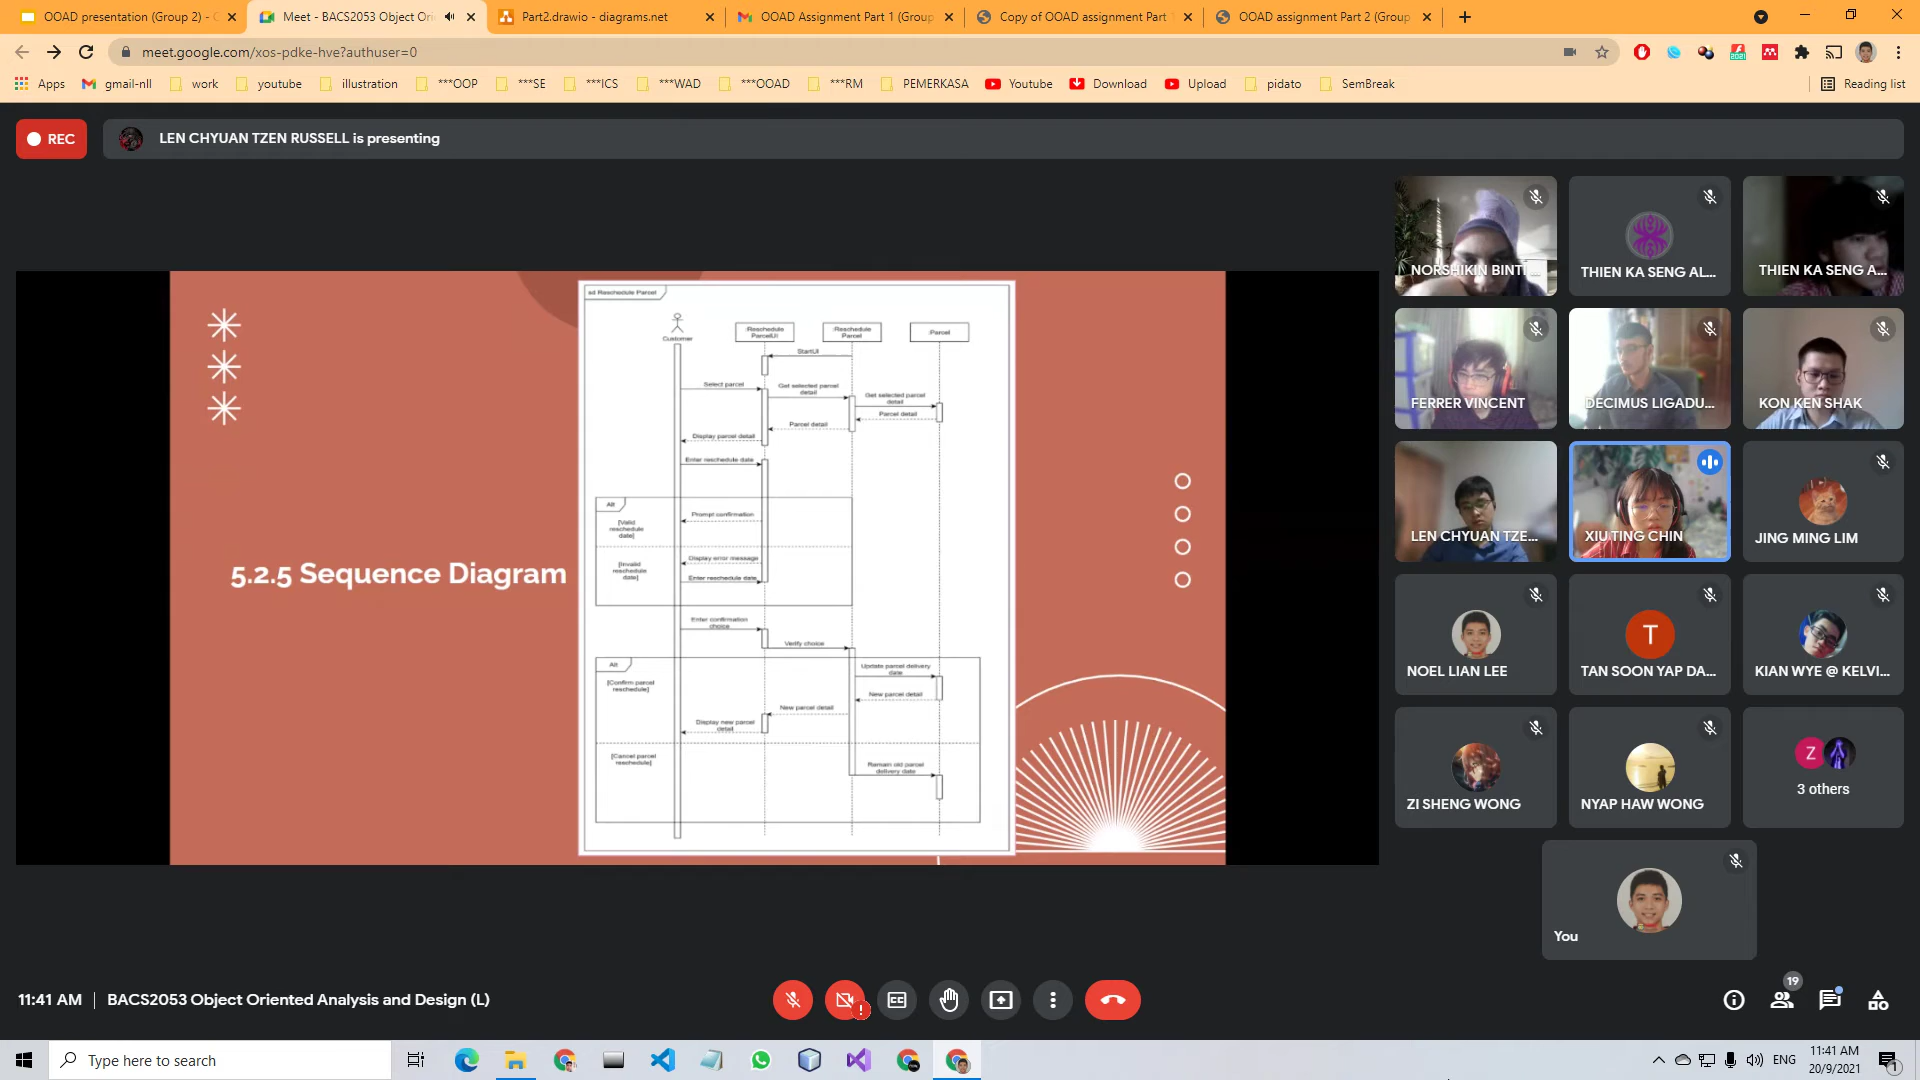 OOAD presentation (Group 2) - G
Meet - BACS2053 Object Ori
Part2.drawio - diagrams.net
OOAD Assignment Part 1 (Group
Copy of OOAD assignment Part
OOAD assignment Part 2 (Group
meet.google.com/xos-pdke-hve?authuser=0
Apps
gmail-nll
work
youtube
illustration
***OOP
***SE
***ICS
***WAD
***OOAD
***RM
PEMERKASA
Youtube
Download
Upload
pidato
SemBreak
Reading list
REC
LEN CHYUAN TZEN RUSSELL is presenting
5.2.5 Sequence Diagram
sd Reschedule Parcel
Customer
:Reschedule
ParcelUI
:Reschedule
Parcel
:Parcel
StartUI
Select parcel
Get selected parcel
detail
Get selected parcel
detail
Parcel detail
Parcel detail
Display parcel detail
Enter reschedule date
Alt
[Valid
reschedule
date]
Prompt confirmation
Display error message
[Invalid
reschedule
date]
Enter reschedule date
Enter confirmation
choice
Verify choice
Alt
[Confirm parcel
reschedule]
Update parcel delivery
date
New parcel detail
New parcel detail
Display new parcel
detail
[Cancel parcel
reschedule]
Remain old parcel
delivery date
NORSHIKIN BINTI
THIEN KA SENG AL...
THIEN KA SENG A...
FERRER VINCENT
DECIMUS LIGADU...
KON KEN SHAK
LEN CHYUAN TZE...
XIU TING CHIN
JING MING LIM
NOEL LIAN LEE
T
TAN SOON YAP DA...
KIAN WYE @ KELVI...
ZI SHENG WONG
NYAP HAW WONG
Z
3 others
You
11:41 AM
BACS2053 Object Oriented Analysis and Design (L)
19
Type here to search
ENG
11:41 AM
20/9/2021
1